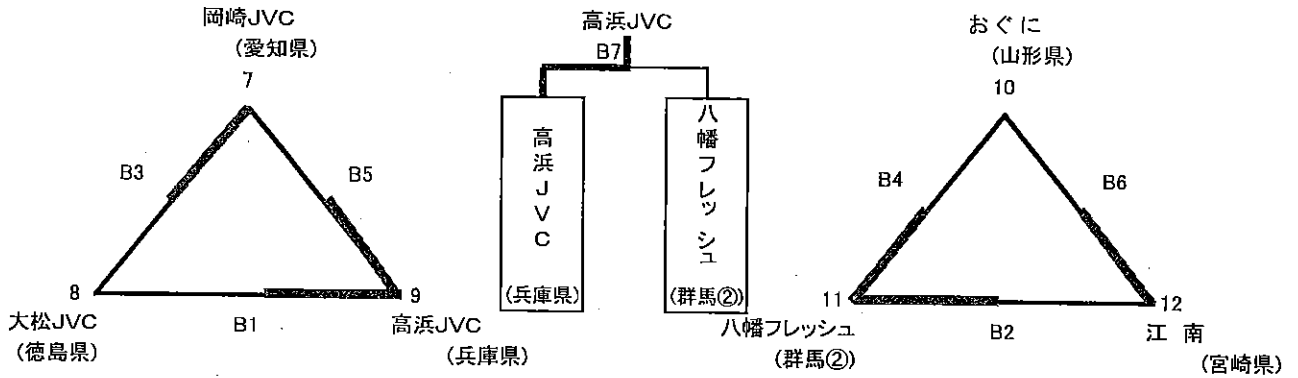 岡崎JVC
(愛知県)
7
B3
B5
8
9
大松JVC
(徳島県)
B1
高浜JVC
(兵庫県)
高浜JVC
B7
高浜JVC
(兵庫県)
八幡フレッシュ
(群馬②)
おぐに
(山形県)
10
B4
B6
11
12
八幡フレッシュ
(群馬②)
B2
江南
(宮崎県)